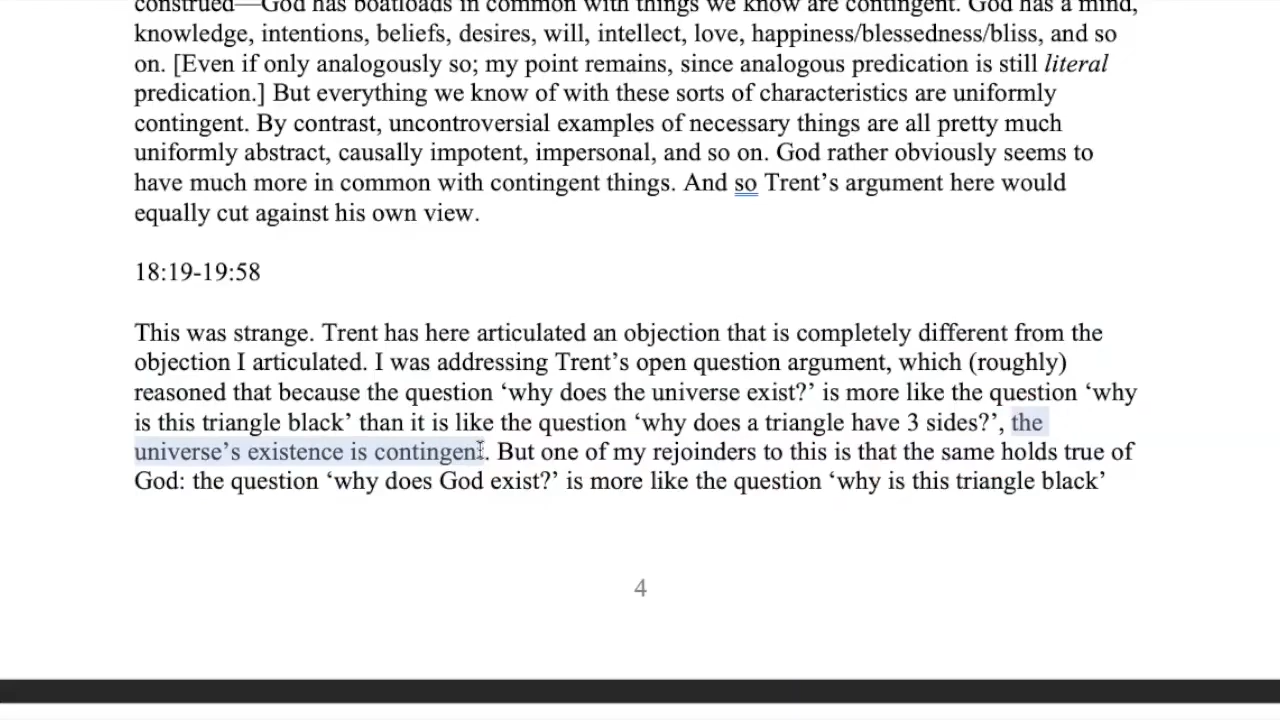 construed—God has boatloads in common with things we know are contingent. God has a mind,
knowledge, intentions, beliefs, desires, will, intellect, love, happiness/blessedness/bliss, and so
on. [Even if only analogously so; my point remains, since analogous predication is still literal
predication.] But everything we know of with these sorts of characteristics are uniformly
contingent. By contrast, uncontroversial examples of necessary things are all pretty much
uniformly abstract, causally impotent, impersonal, and so on. God rather obviously seems to
have much more in common with contingent things. And so Trent’s argument here would
equally cut against his own view.
18:19-19:58
This was strange. Trent has here articulated an objection that is completely different from the
objection I articulated. I was addressing Trent’s open question argument, which (roughly)
reasoned that because the question ‘why does the universe exist?’ is more like the question ‘why
is this triangle black’ than it is like the question ‘why does a triangle have 3 sides?’, the
universe’s existence is contingent. But one of my rejoinders to this is that the same holds true of
God: the question ‘why does God exist?’ is more like the question ‘why is this triangle black’
4